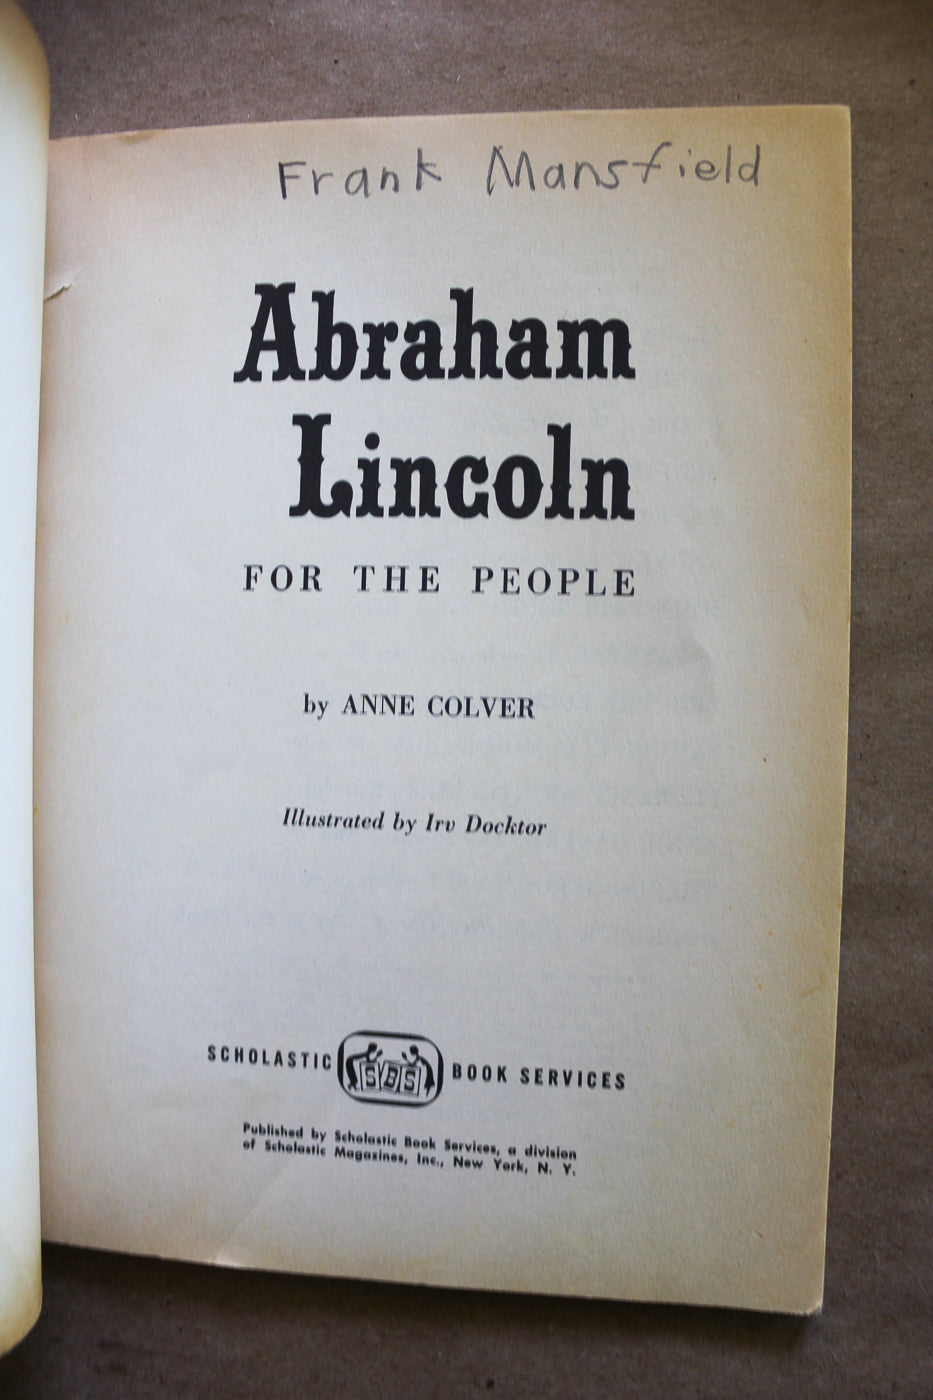 Frank Mansfield
Abraham
Lincoln
FOR THE PEOPLE
by ANNE COLVER
Illustrated by Irv Docktor
SCHOLASTIC SBS BOOK SERVICES
Published by Scholastic Book Services, a division
of Scholastic Magazines, Inc., New York, N. Y.